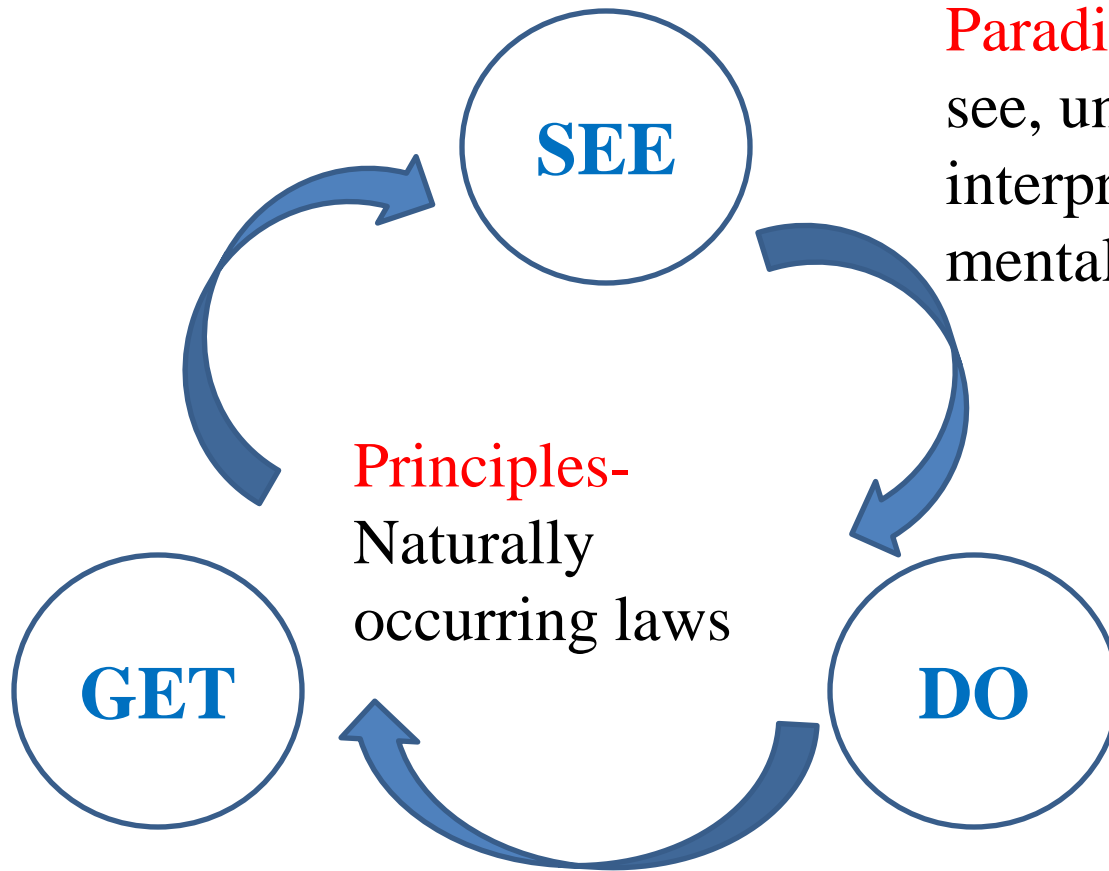 SEE
see,
Principles-
Naturally
occurring laws
GET
DO